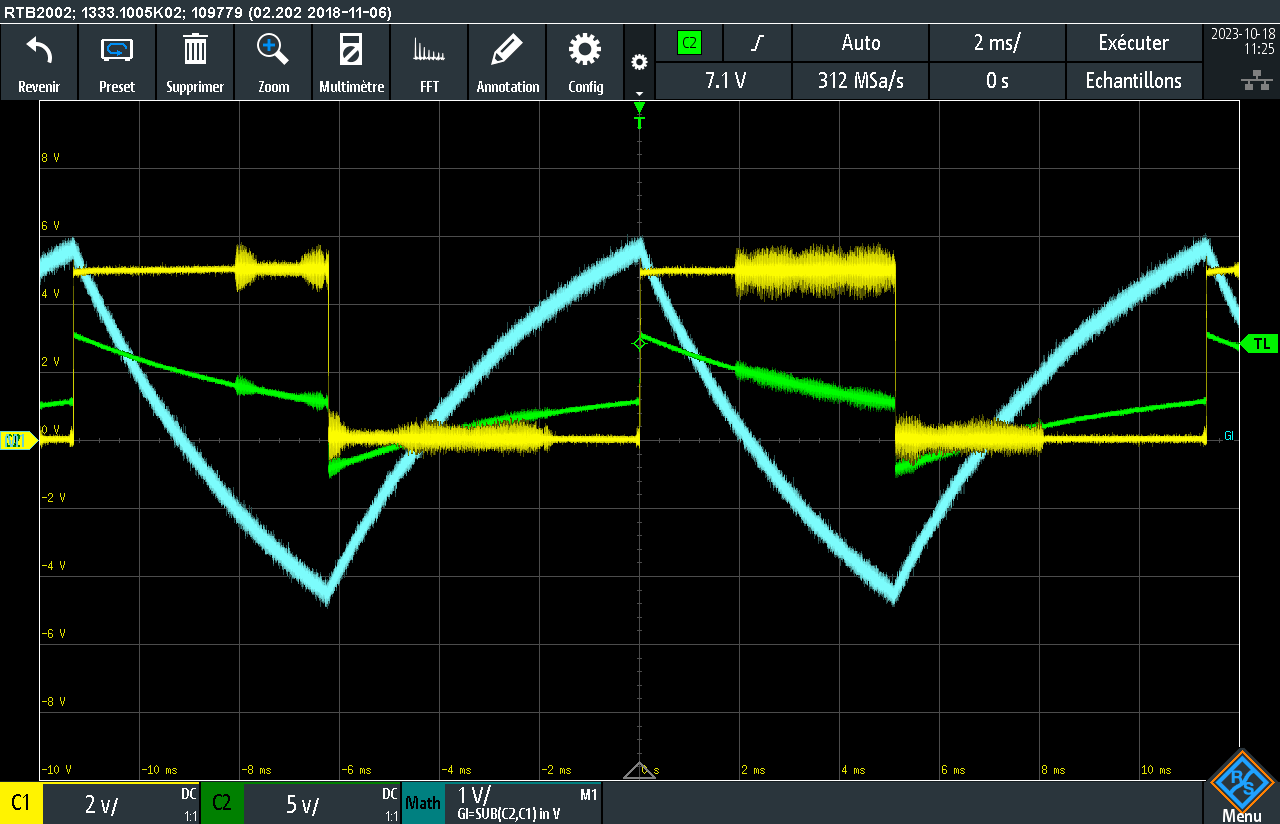 RTB2002; 1333.1005K02; 109779 (02.202 2018-11-06)
Revenir
Preset
Supprimer
Zoom
Multimètre
FFT
Annotation
Config
C2
Auto
2 ms/
Exécuter
7.1 V
312 MSa/s
0 s
Echantillons
2023-10-18
11:25
T
8 V
6 V
4 V
2 V
TL
0 V
GI
-2 V
-4 V
-6 V
-8 V
-10 V
-10 ms
-8 ms
-6 ms
-4 ms
-2 ms
0 s
2 ms
4 ms
6 ms
8 ms
10 ms
C1
2 V/
DC
1:1
C2
5 V/
DC
1:1
Math
1 V/
M1
GI=SUB(C2,C1) in V
R S
Menu